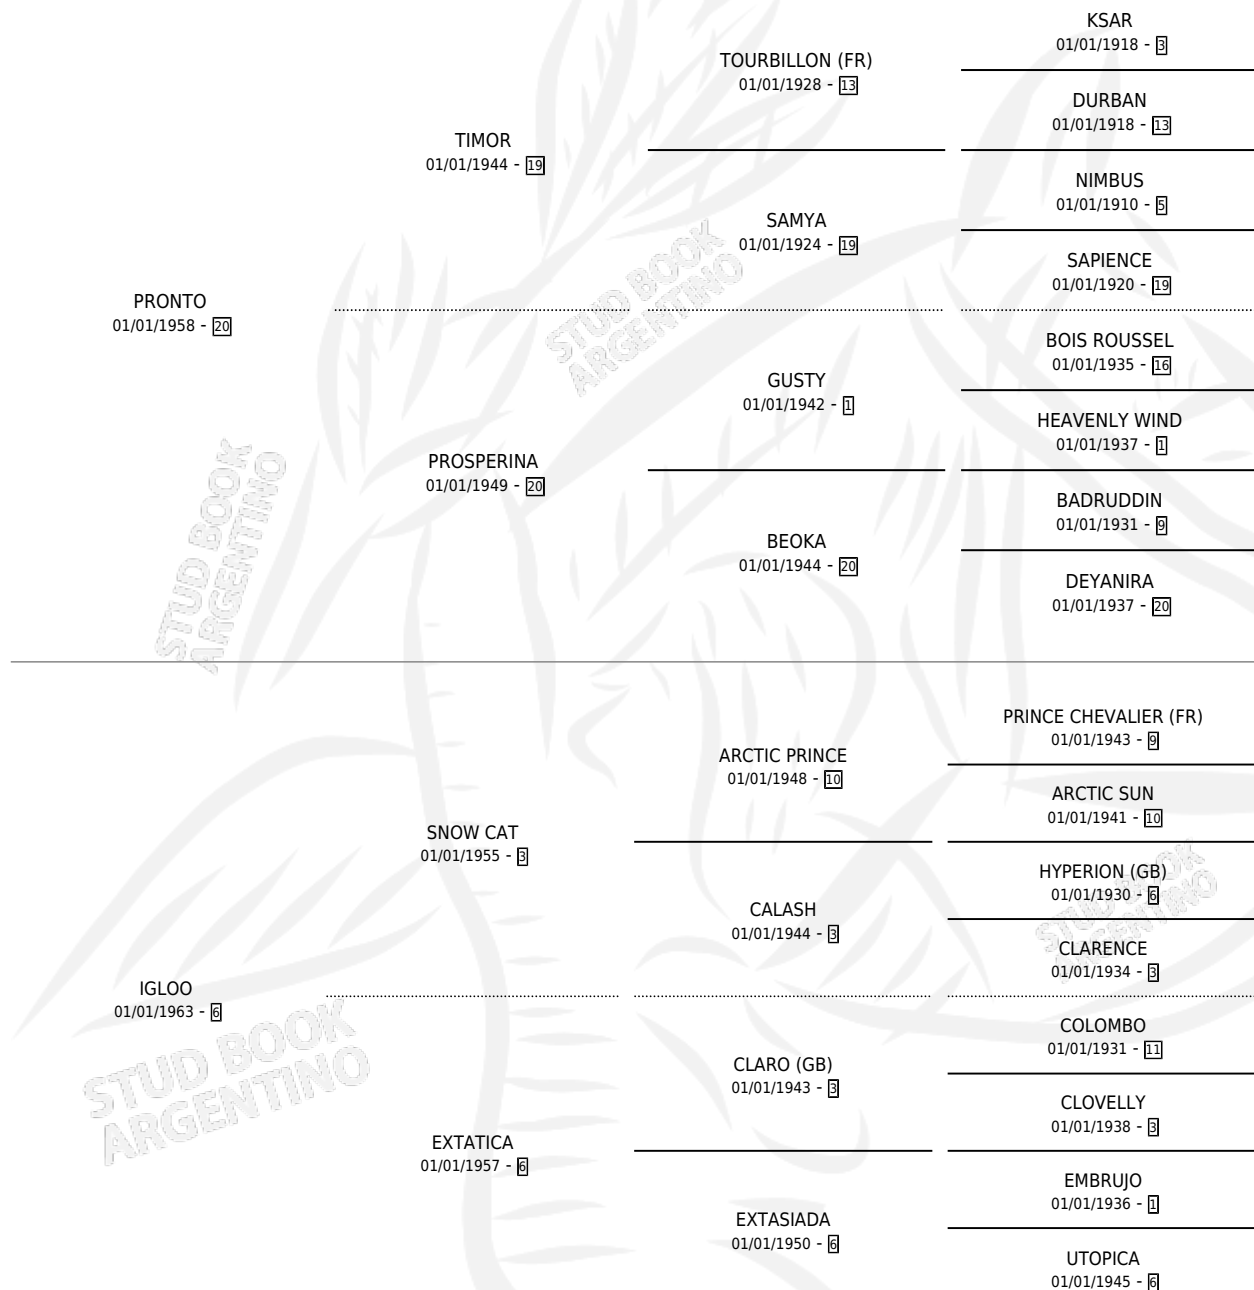 KSAR
01/01/1918 - 3
TOURBILLON (FR)
01/01/1928 - 13
DURBAN
01/01/1918 - 13
TIMOR
01/01/1944 - 19
NIMBUS
01/01/1910 - 5
SAMYA
01/01/1924 - 19
SAPIENCE
01/01/1920 - 19
PRONTO
01/01/1958 - 20
BOIS ROUSSEL
01/01/1935 - 16
GUSTY
01/01/1942 - 1
HEAVENLY WIND
01/01/1937 - 1
PROSPERINA
01/01/1949 - 20
BADRUDDIN
01/01/1931 - 9
BEOKA
01/01/1944 - 20
DEYANIRA
01/01/1937 - 20
PRINCE CHEVALIER (FR)
01/01/1943 - 9
ARCTIC PRINCE
01/01/1948 - 10
ARCTIC SUN
01/01/1941 - 10
SNOW CAT
01/01/1955 - 3
HYPERION (GB)
01/01/1930 - 6
CALASH
01/01/1944 - 3
CLARENCE
01/01/1934 - 3
IGLOO
01/01/1963 - 6
COLOMBO
01/01/1931 - 11
CLARO (GB)
01/01/1943 - 3
CLOVELLY
01/01/1938 - 3
EXTATICA
01/01/1957 - 6
EMBRUJO
01/01/1936 - 1
EXTASIADA
01/01/1950 - 6
UTOPICA
01/01/1945 - 6
STUD BOOK
ARGENTINO
STUD BOOK
ARGENTINO
STUD BOOK
ARGENTINO
STUD BOOK
ARGENTINO